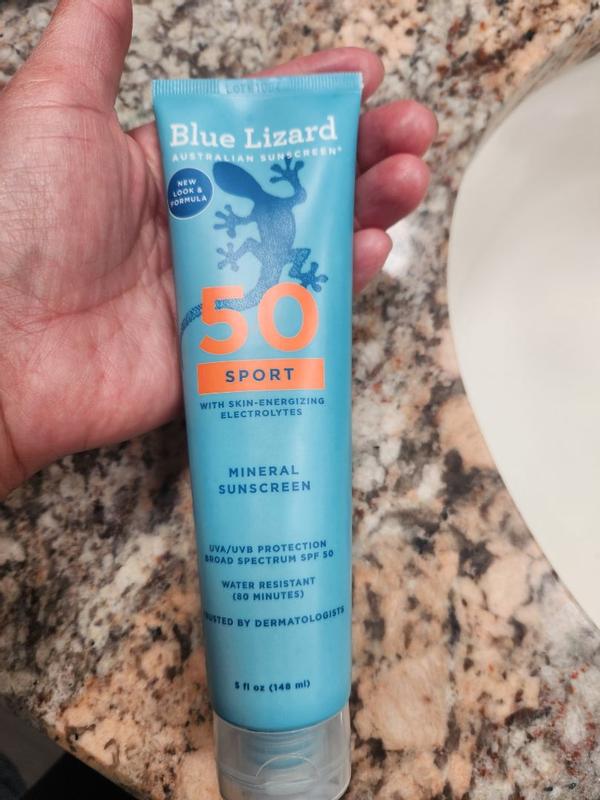 Blue Lizard
AUSTRALIAN SUNSCREEN®
NEW
LOOK &
FORMULA
50
SPORT
WITH SKIN-ENERGIZING
ELECTROLYTES
MINERAL
SUNSCREEN
UVA/UVB PROTECTION
BROAD SPECTRUM SPF 50
WATER RESISTANT
(80 MINUTES)
TRUSTED BY DERMATOLOGISTS
5 fl oz (148 ml)